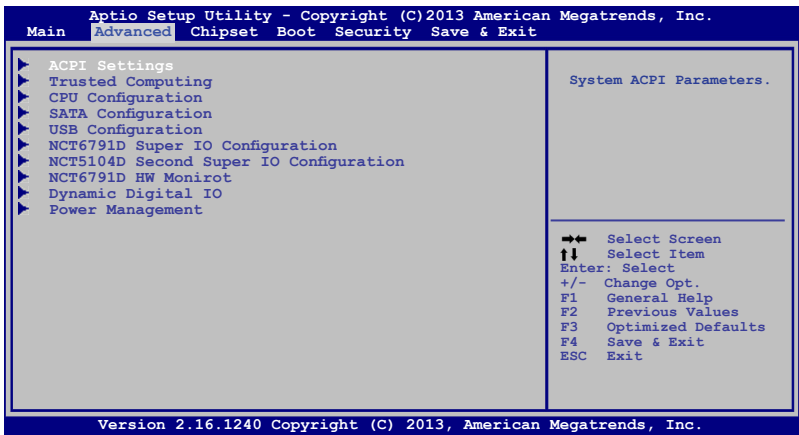 Aptio Setup Utility - Copyright (C)2013 American Megatrends, Inc.
Main Advanced Chipset Boot Security Save & Exit
ACPI Settings
Trusted Computing
CPU Configuration
SATA Configuration
USB Configuration
NCT6791D Super IO Configuration
NCT5104D Second Super IO Configuration
NCT6791D HW Monirot
Dynamic Digital IO
Power Management
System ACPI Parameters.
→← Select Screen
↑↓ Select Item
Enter: Select
+/- Change Opt.
F1 General Help
F2 Previous Values
F3 Optimized Defaults
F4 Save & Exit
ESC Exit
Version 2.16.1240 Copyright (C) 2013, American Megatrends, Inc.